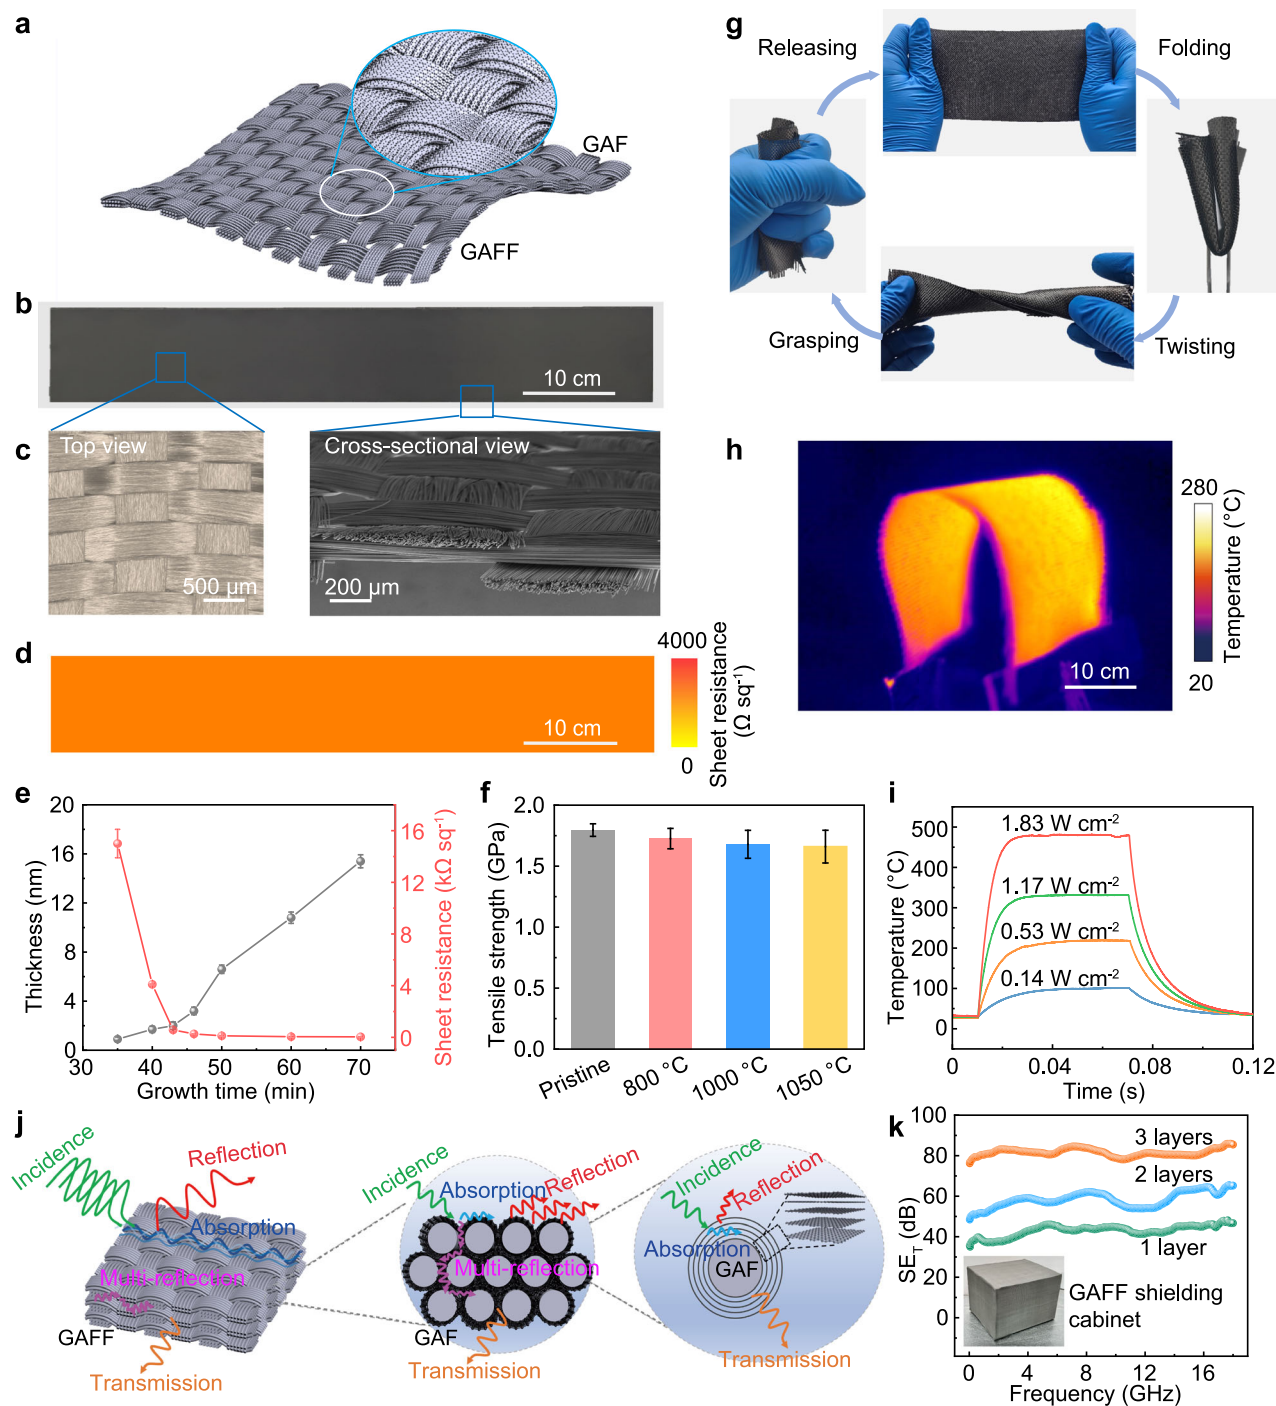 a
GAF
GAFF
b
10 cm
c
Top view
500 µm
Cross-sectional view
200 µm
d
10 cm
4000
0
Sheet resistance
(Ω sq⁻¹)
e
Thickness (nm)
20
16
12
8
4
0
30
40
50
60
70
Growth time (min)
16
12
8
4
0
Sheet resistance (kΩ sq⁻¹)
f
Tensile strength (GPa)
2.0
1.5
1.0
0.5
0.0
Pristine
800 °C
1000 °C
1050 °C
g
Releasing
Folding
Grasping
Twisting
h
10 cm
280
20
Temperature (°C)
i
Temperature (°C)
500
400
300
200
100
0
1.83 W cm⁻²
1.17 W cm⁻²
0.53 W cm⁻²
0.14 W cm⁻²
0
0.04
0.08
0.12
Time (s)
j
Incidence
Reflection
Absorption
Multi-reflection
GAFF
Transmission
Incidence
Absorption
Reflection
Multi-reflection
GAF
Transmission
Incidence
Reflection
Absorption
GAF
Transmission
k
SE_T (dB)
100
80
60
40
20
0
3 layers
2 layers
1 layer
GAFF shielding
cabinet
0
4
8
12
16
Frequency (GHz)